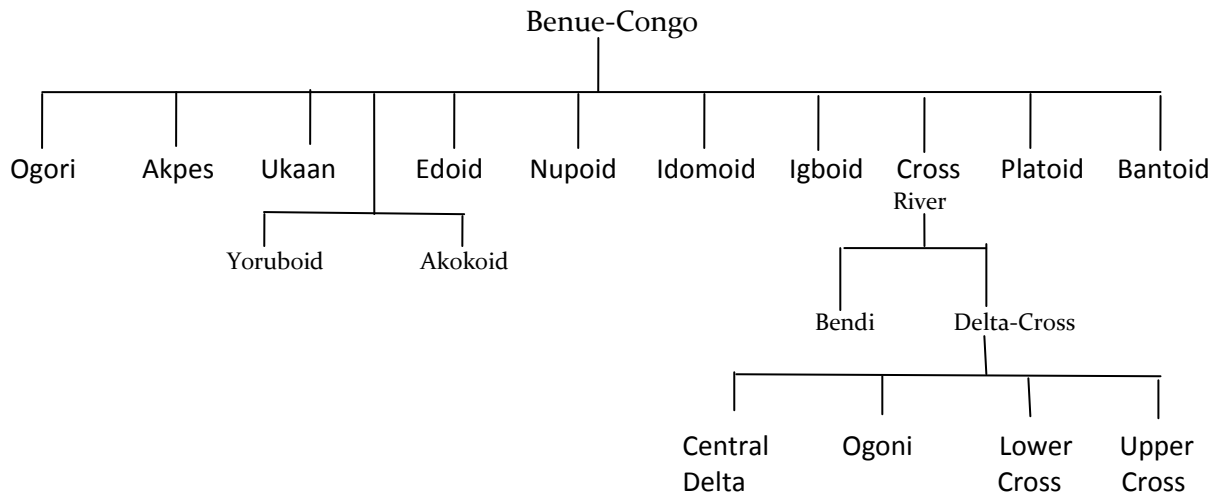 Benue-Congo
Ogori Akpes Ukaan Edoid Nupoid Idomoid Igboid Cross Platoid Bantoid
River
Yoruboid Akokoid
Bendi Delta-Cross
Central Ogoni Lower Upper
Delta Cross Cross